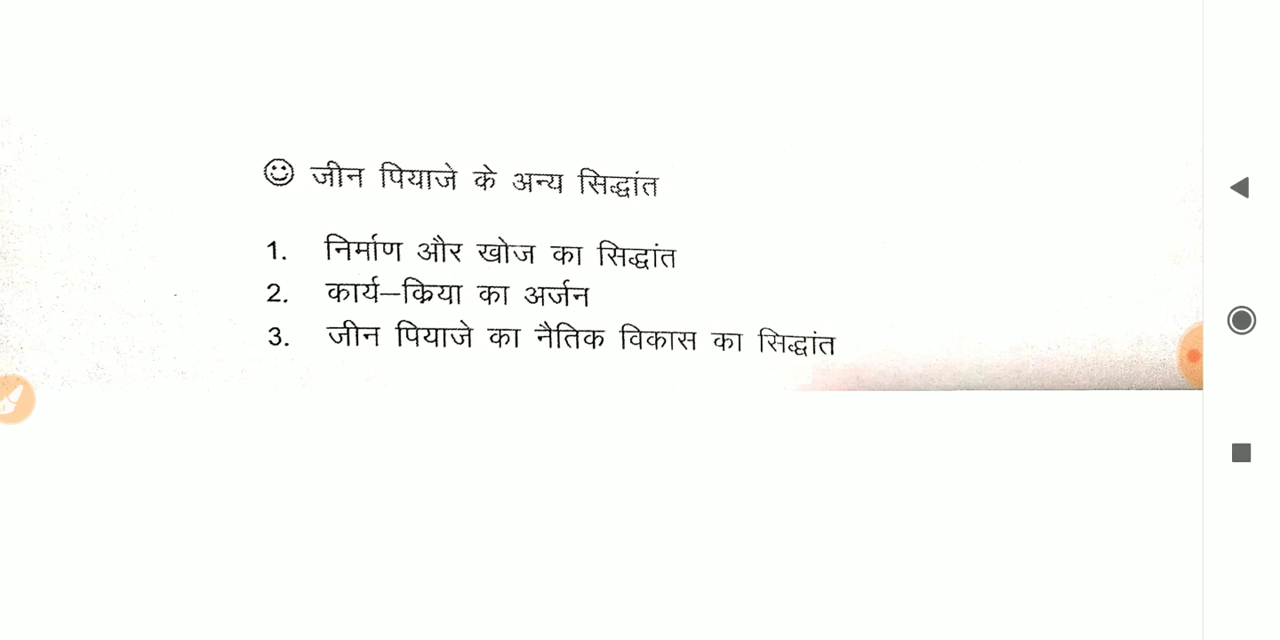 ☺ जीन पियाजे के अन्य सिद्धांत
1. निर्माण और खोज का सिद्धांत
2. कार्य–क्रिया का अर्जन
3. जीन पियाजे का नैतिक विकास का सिद्धांत